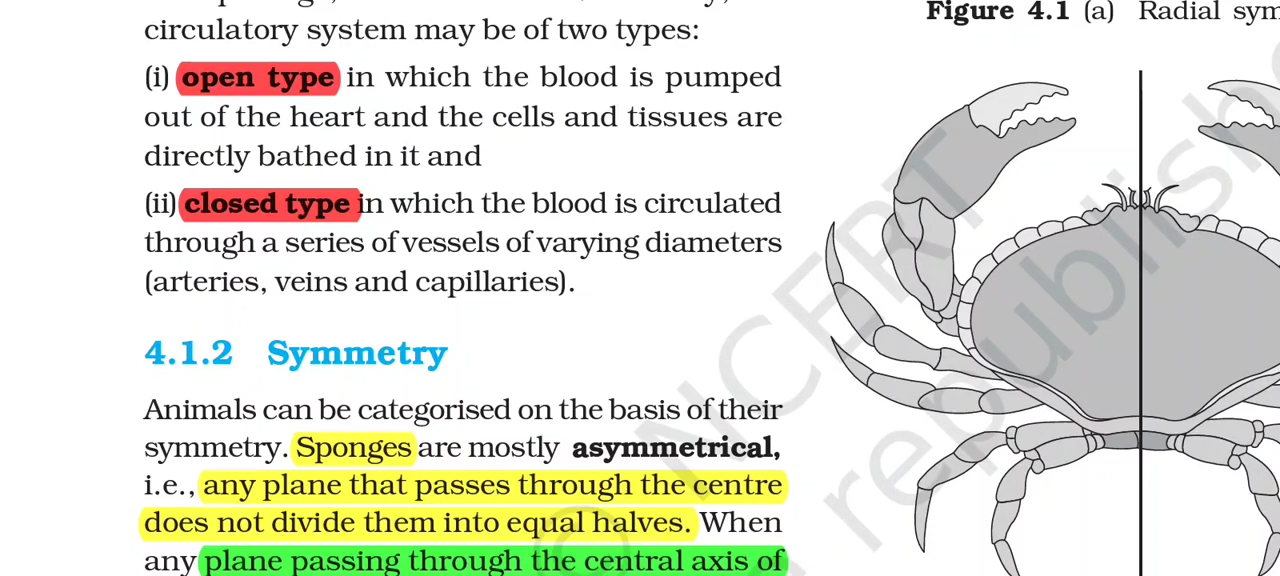 circulatory system may be of two types:
(i) open type in which the blood is pumped
out of the heart and the cells and tissues are
directly bathed in it and
(ii) closed type in which the blood is circulated
through a series of vessels of varying diameters
(arteries, veins and capillaries).
4.1.2 Symmetry
Animals can be categorised on the basis of their
symmetry. Sponges are mostly asymmetrical,
i.e., any plane that passes through the centre
does not divide them into equal halves. When
any plane passing through the central axis of
Figure 4.1 (a) Radial sym
© NCERT
republishe